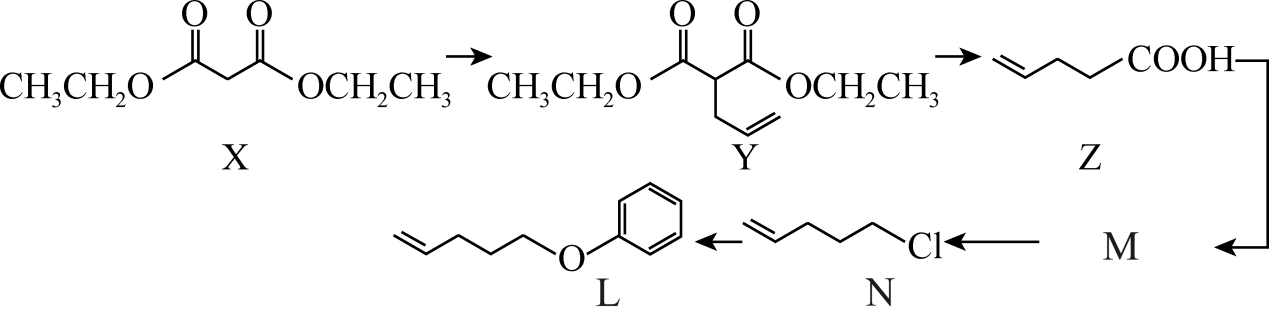 O O O O
CH₃CH₂O OCH₂CH₃ CH₃CH₂O OCH₂CH₃ COOH
X Y Z
O Cl M
L N